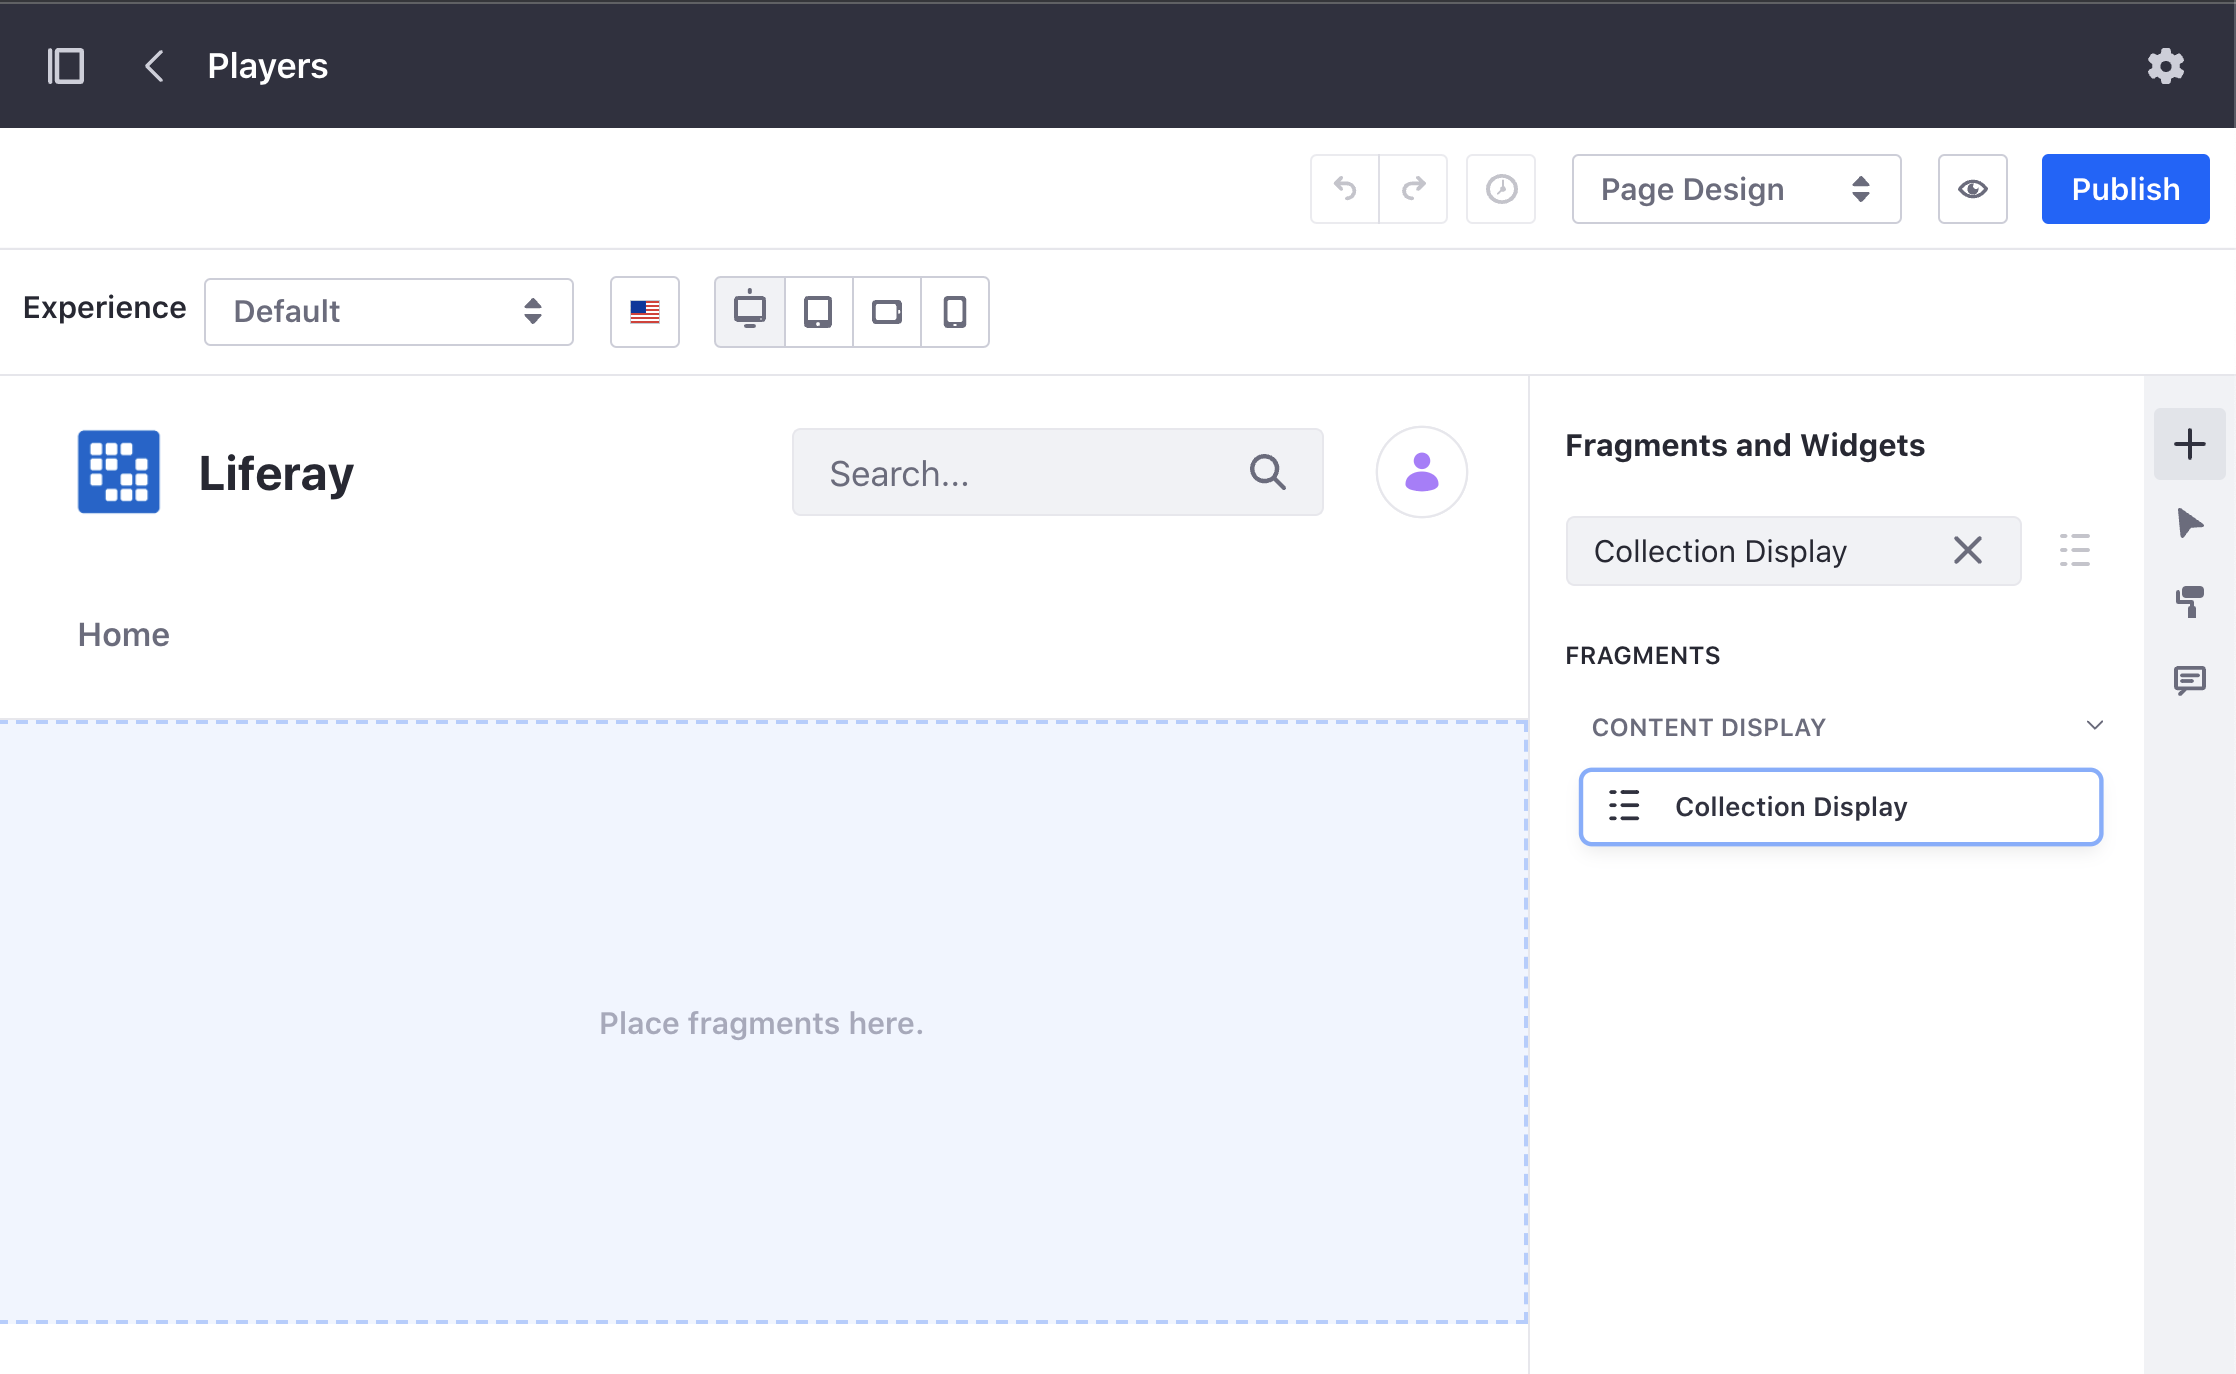 Players
Page Design
Publish
Experience
Default
Liferay
Search...
Home
Place fragments here.
Fragments and Widgets
Collection Display
FRAGMENTS
CONTENT DISPLAY
Collection Display